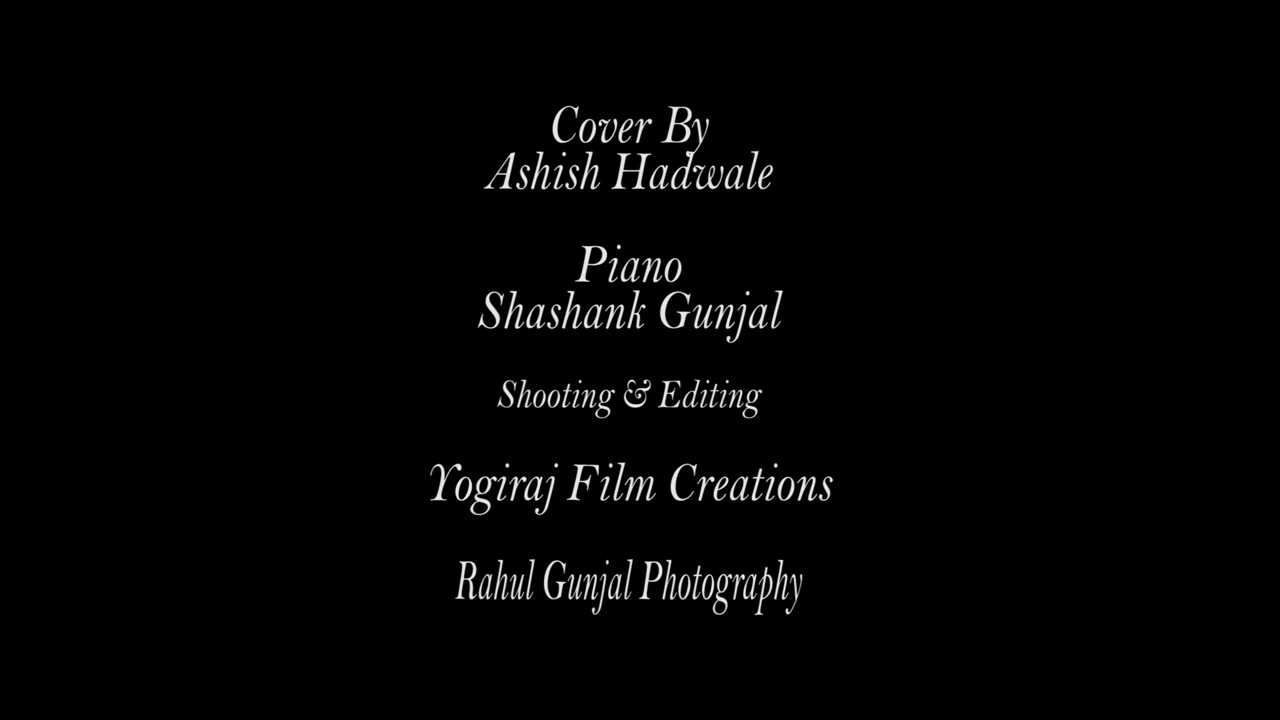 Cover By
Ashish Hadwale
Piano
Shashank Gunjal
Shooting & Editing
Yogiraj Film Creations
Rahul Gunjal Photography